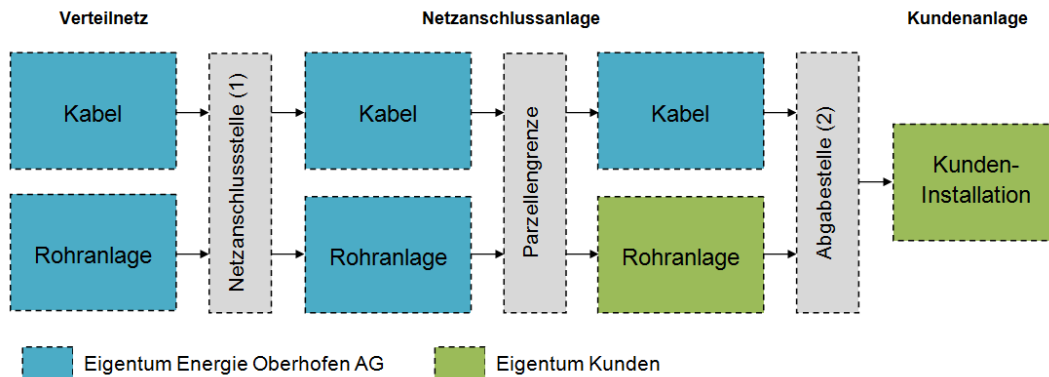 Verteilnetz
Netzanschlussanlage
Kundenanlage
Kabel
Netzanschlussstelle (1)
Kabel
Parzellengrenze
Kabel
Abgabestelle (2)
Kunden-
Installation
Rohranlage
Rohranlage
Rohranlage
Eigentum Energie Oberhofen AG
Eigentum Kunden